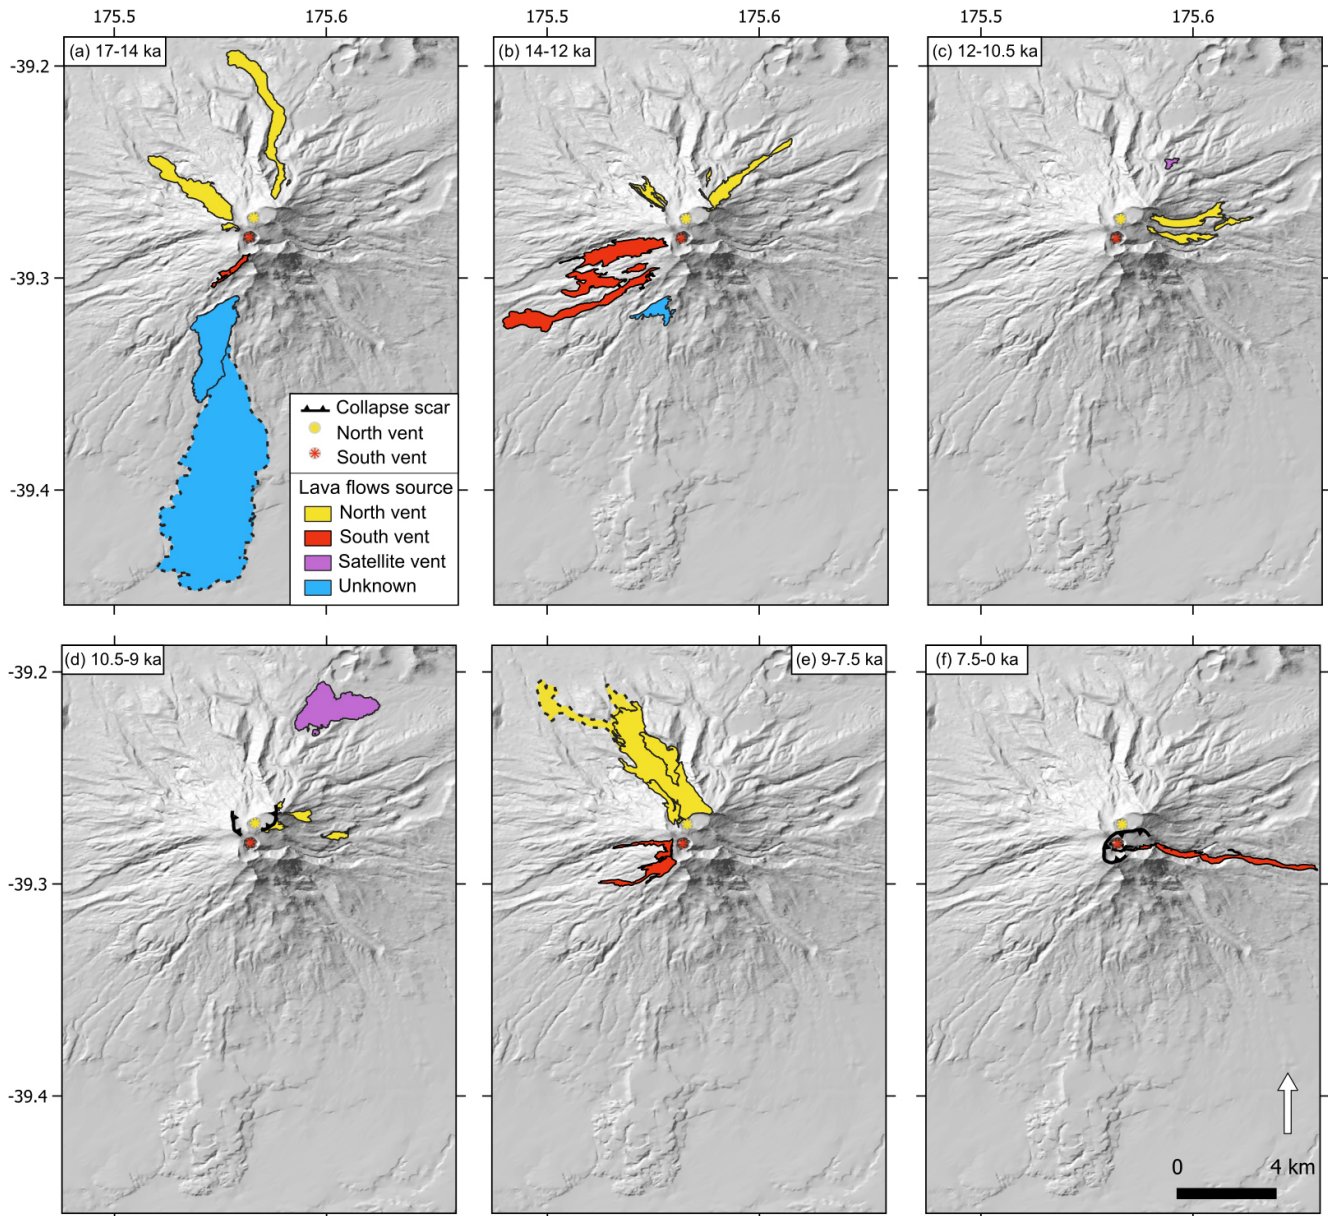 175.5 175.6 175.5 175.6 175.5 175.6
(a) 17-14 ka
(b) 14-12 ka
(c) 12-10.5 ka
-39.2
-39.3
-39.4
Collapse scar
North vent
South vent
Lava flows source
North vent
South vent
Satellite vent
Unknown
(d) 10.5-9 ka
(e) 9-7.5 ka
(f) 7.5-0 ka
-39.2
-39.3
-39.4
0 4 km